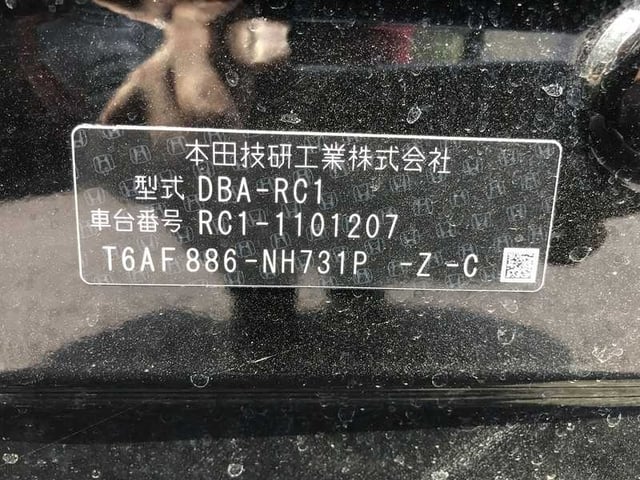 本田技研工業株式会社
型式 DBA-RC1
車台番号 RC1-1101207
T6AF886-NH731P -Z-C